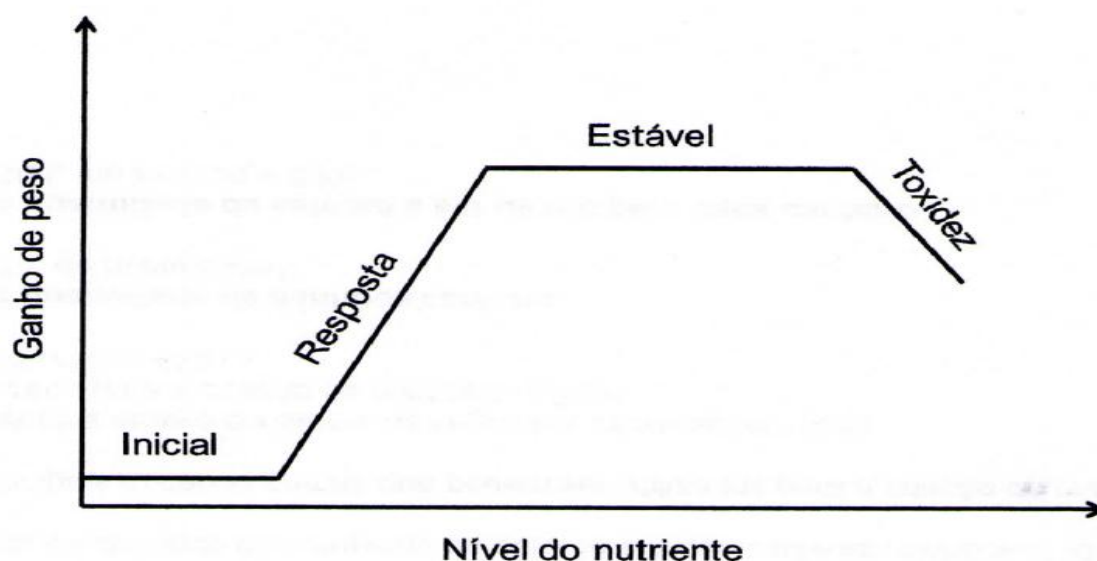 Estável
Toxidez
Ganho de peso
Resposta
Inicial
Nível do nutriente